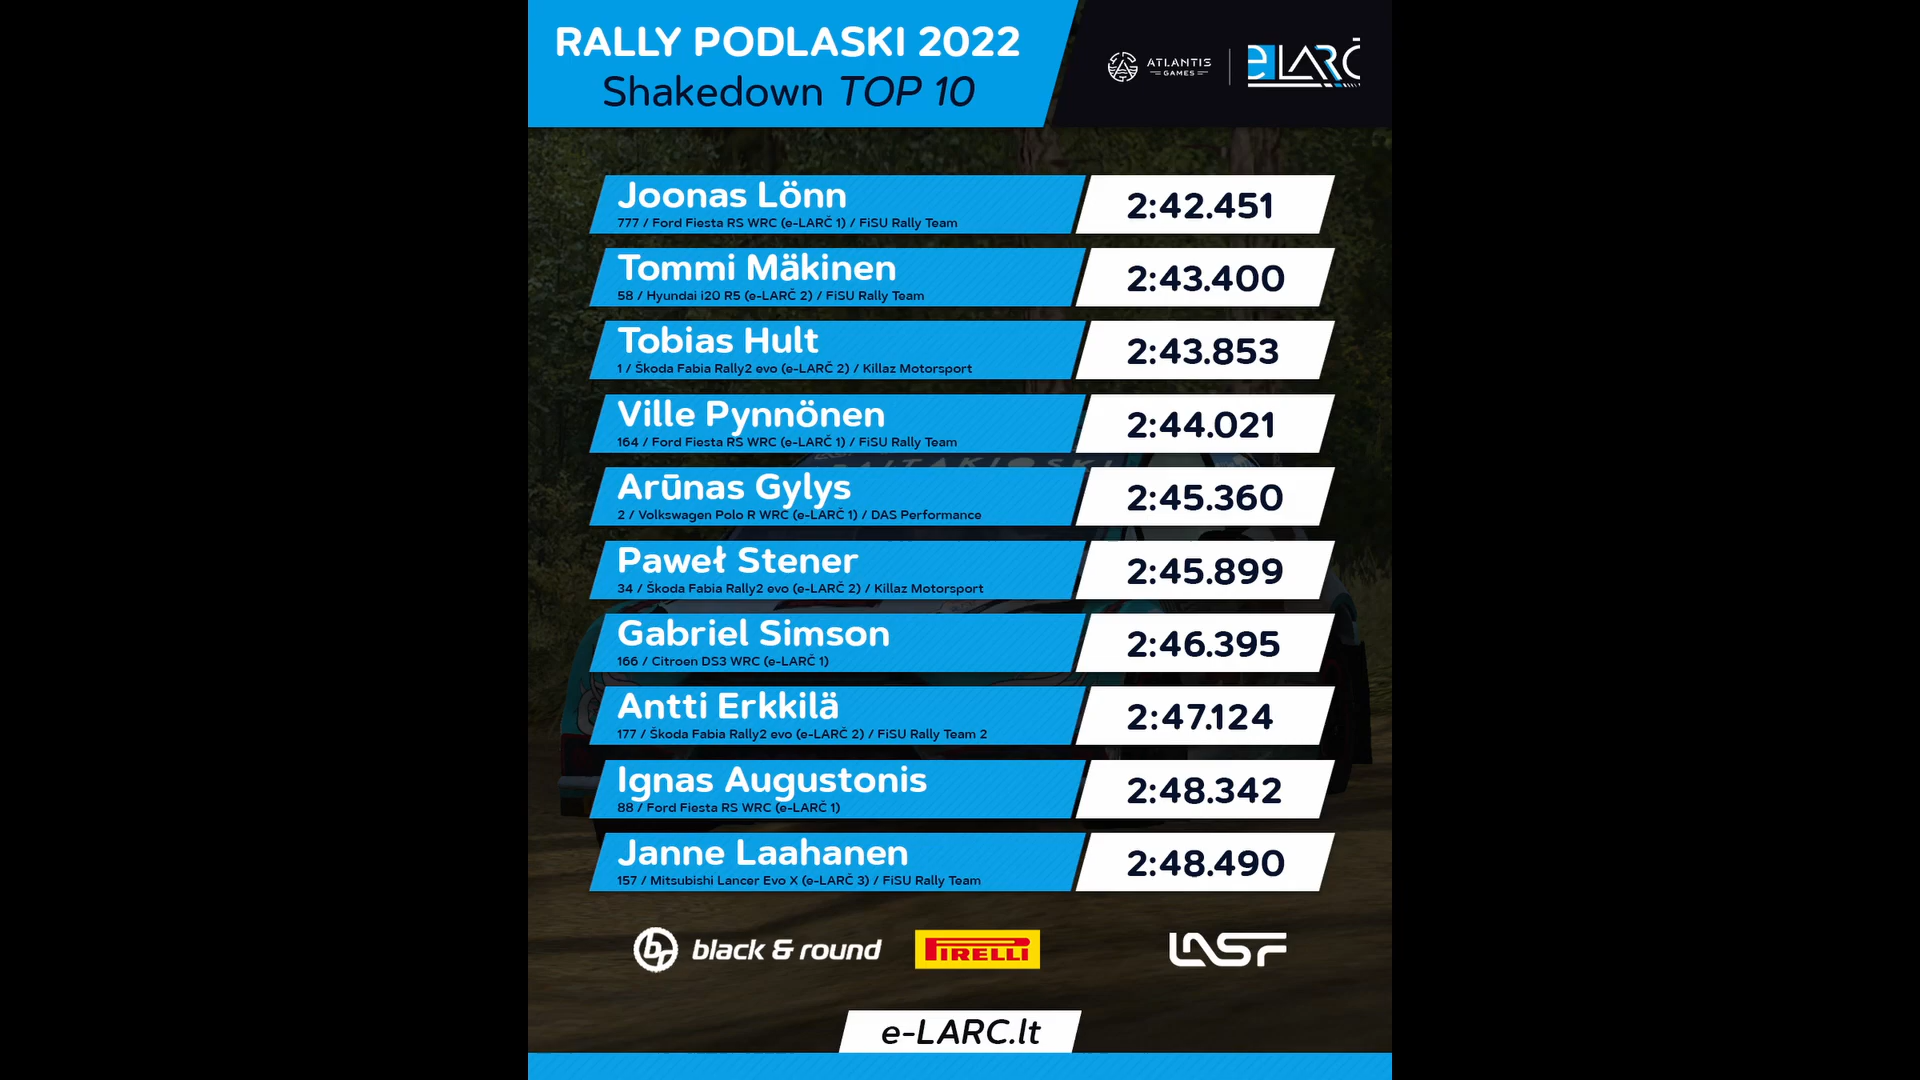 RALLY PODLASKI 2022
Shakedown TOP 10
ATLANTIS
GAMES
eLARČ
Joonas Lönn
777 / Ford Fiesta RS WRC (e-LARČ 1) / FiSU Rally Team
2:42.451
Tommi Mäkinen
58 / Hyundai i20 R5 (e-LARČ 2) / FiSU Rally Team
2:43.400
Tobias Hult
1 / Škoda Fabia Rally2 evo (e-LARČ 2) / Killaz Motorsport
2:43.853
Ville Pynnönen
164 / Ford Fiesta RS WRC (e-LARČ 1) / FiSU Rally Team
2:44.021
Arūnas Gylys
2 / Volkswagen Polo R WRC (e-LARČ 1) / DAS Performance
2:45.360
Paweł Stener
34 / Škoda Fabia Rally2 evo (e-LARČ 2) / Killaz Motorsport
2:45.899
Gabriel Simson
166 / Citroen DS3 WRC (e-LARČ 1)
2:46.395
Antti Erkkilä
177 / Škoda Fabia Rally2 evo (e-LARČ 2) / FiSU Rally Team 2
2:47.124
Ignas Augustonis
88 / Ford Fiesta RS WRC (e-LARČ 1)
2:48.342
Janne Laahanen
157 / Mitsubishi Lancer Evo X (e-LARČ 3) / FiSU Rally Team
2:48.490
br black & round
PIRELLI
LASF
e-LARC.lt